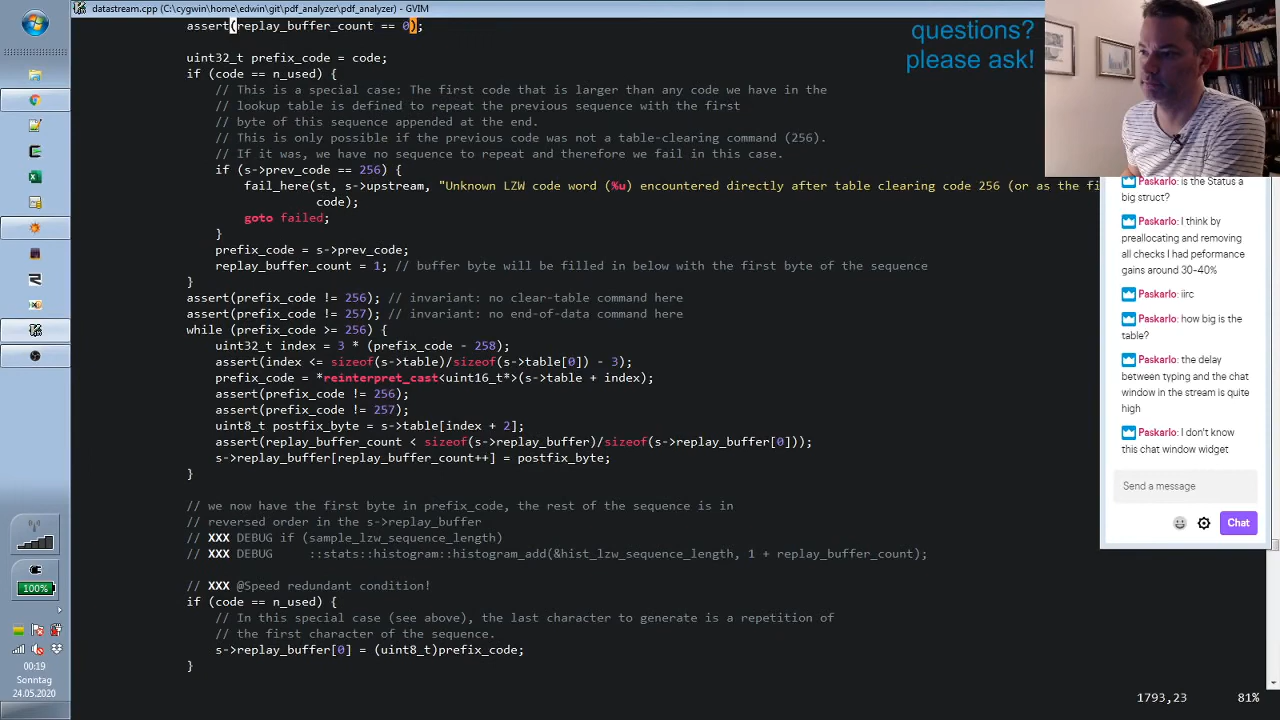 datastream.cpp (C:\cygwin\home\edwin\git\pdf_analyzer\pdf_analyzer) - GVIM
assert(replay_buffer_count == 0);
uint32_t prefix_code = code;
if (code == n_used) {
// This is a special case: The first code that is larger than any code we have in the
// lookup table is defined to repeat the previous sequence with the first
// byte of this sequence appended at the end.
// This is only possible if the previous code was not a table-clearing command (256).
// If it was, we have no sequence to repeat and therefore we fail in this case.
if (s->prev_code == 256) {
fail_here(st, s->upstream, "Unknown LZW code word (%u) encountered directly after table clearing code 256 (or as the fi
code);
goto failed;
}
prefix_code = s->prev_code;
replay_buffer_count = 1; // buffer byte will be filled in below with the first byte of the sequence
}
assert(prefix_code != 256); // invariant: no clear-table command here
assert(prefix_code != 257); // invariant: no end-of-data command here
while (prefix_code >= 256) {
uint32_t index = 3 * (prefix_code - 258);
assert(index <= sizeof(s->table)/sizeof(s->table[0]) - 3);
prefix_code = *reinterpret_cast<uint16_t*>(s->table + index);
assert(prefix_code != 256);
assert(prefix_code != 257);
uint8_t postfix_byte = s->table[index + 2];
assert(replay_buffer_count < sizeof(s->replay_buffer)/sizeof(s->replay_buffer[0]));
s->replay_buffer[replay_buffer_count++] = postfix_byte;
}
// we now have the first byte in prefix_code, the rest of the sequence is in
// reversed order in the s->replay_buffer
// XXX DEBUG if (sample_lzw_sequence_length)
// XXX DEBUG    ::stats::histogram::histogram_add(&hist_lzw_sequence_length, 1 + replay_buffer_count);
// XXX @Speed redundant condition!
if (code == n_used) {
// In this special case (see above), the last character to generate is a repetition of
// the first character of the sequence.
s->replay_buffer[0] = (uint8_t)prefix_code;
}
1793,23 81%
questions?
please ask!
Paskarlo: is the Status a
big struct?
Paskarlo: I think by
preallocating and removing
all checks I had peformance
gains around 30-40%
Paskarlo: iirc
Paskarlo: how big is the
table?
Paskarlo: the delay
between typing and the chat
window in the stream is quite
high
Paskarlo: I don't know
this chat window widget
Send a message
Chat
100%
00:19
Sonntag
24.05.2020